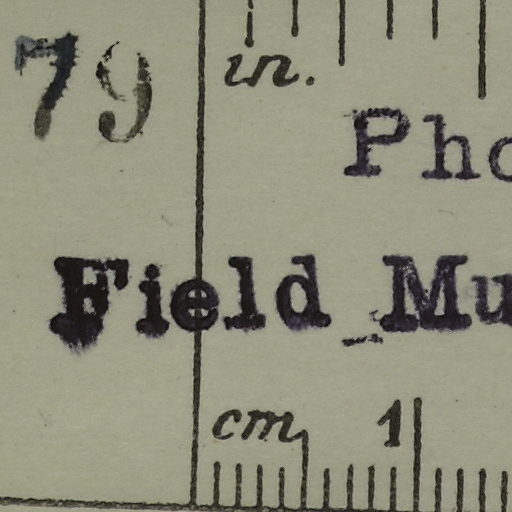 79
in.
Pho
Field Mu
cm 1